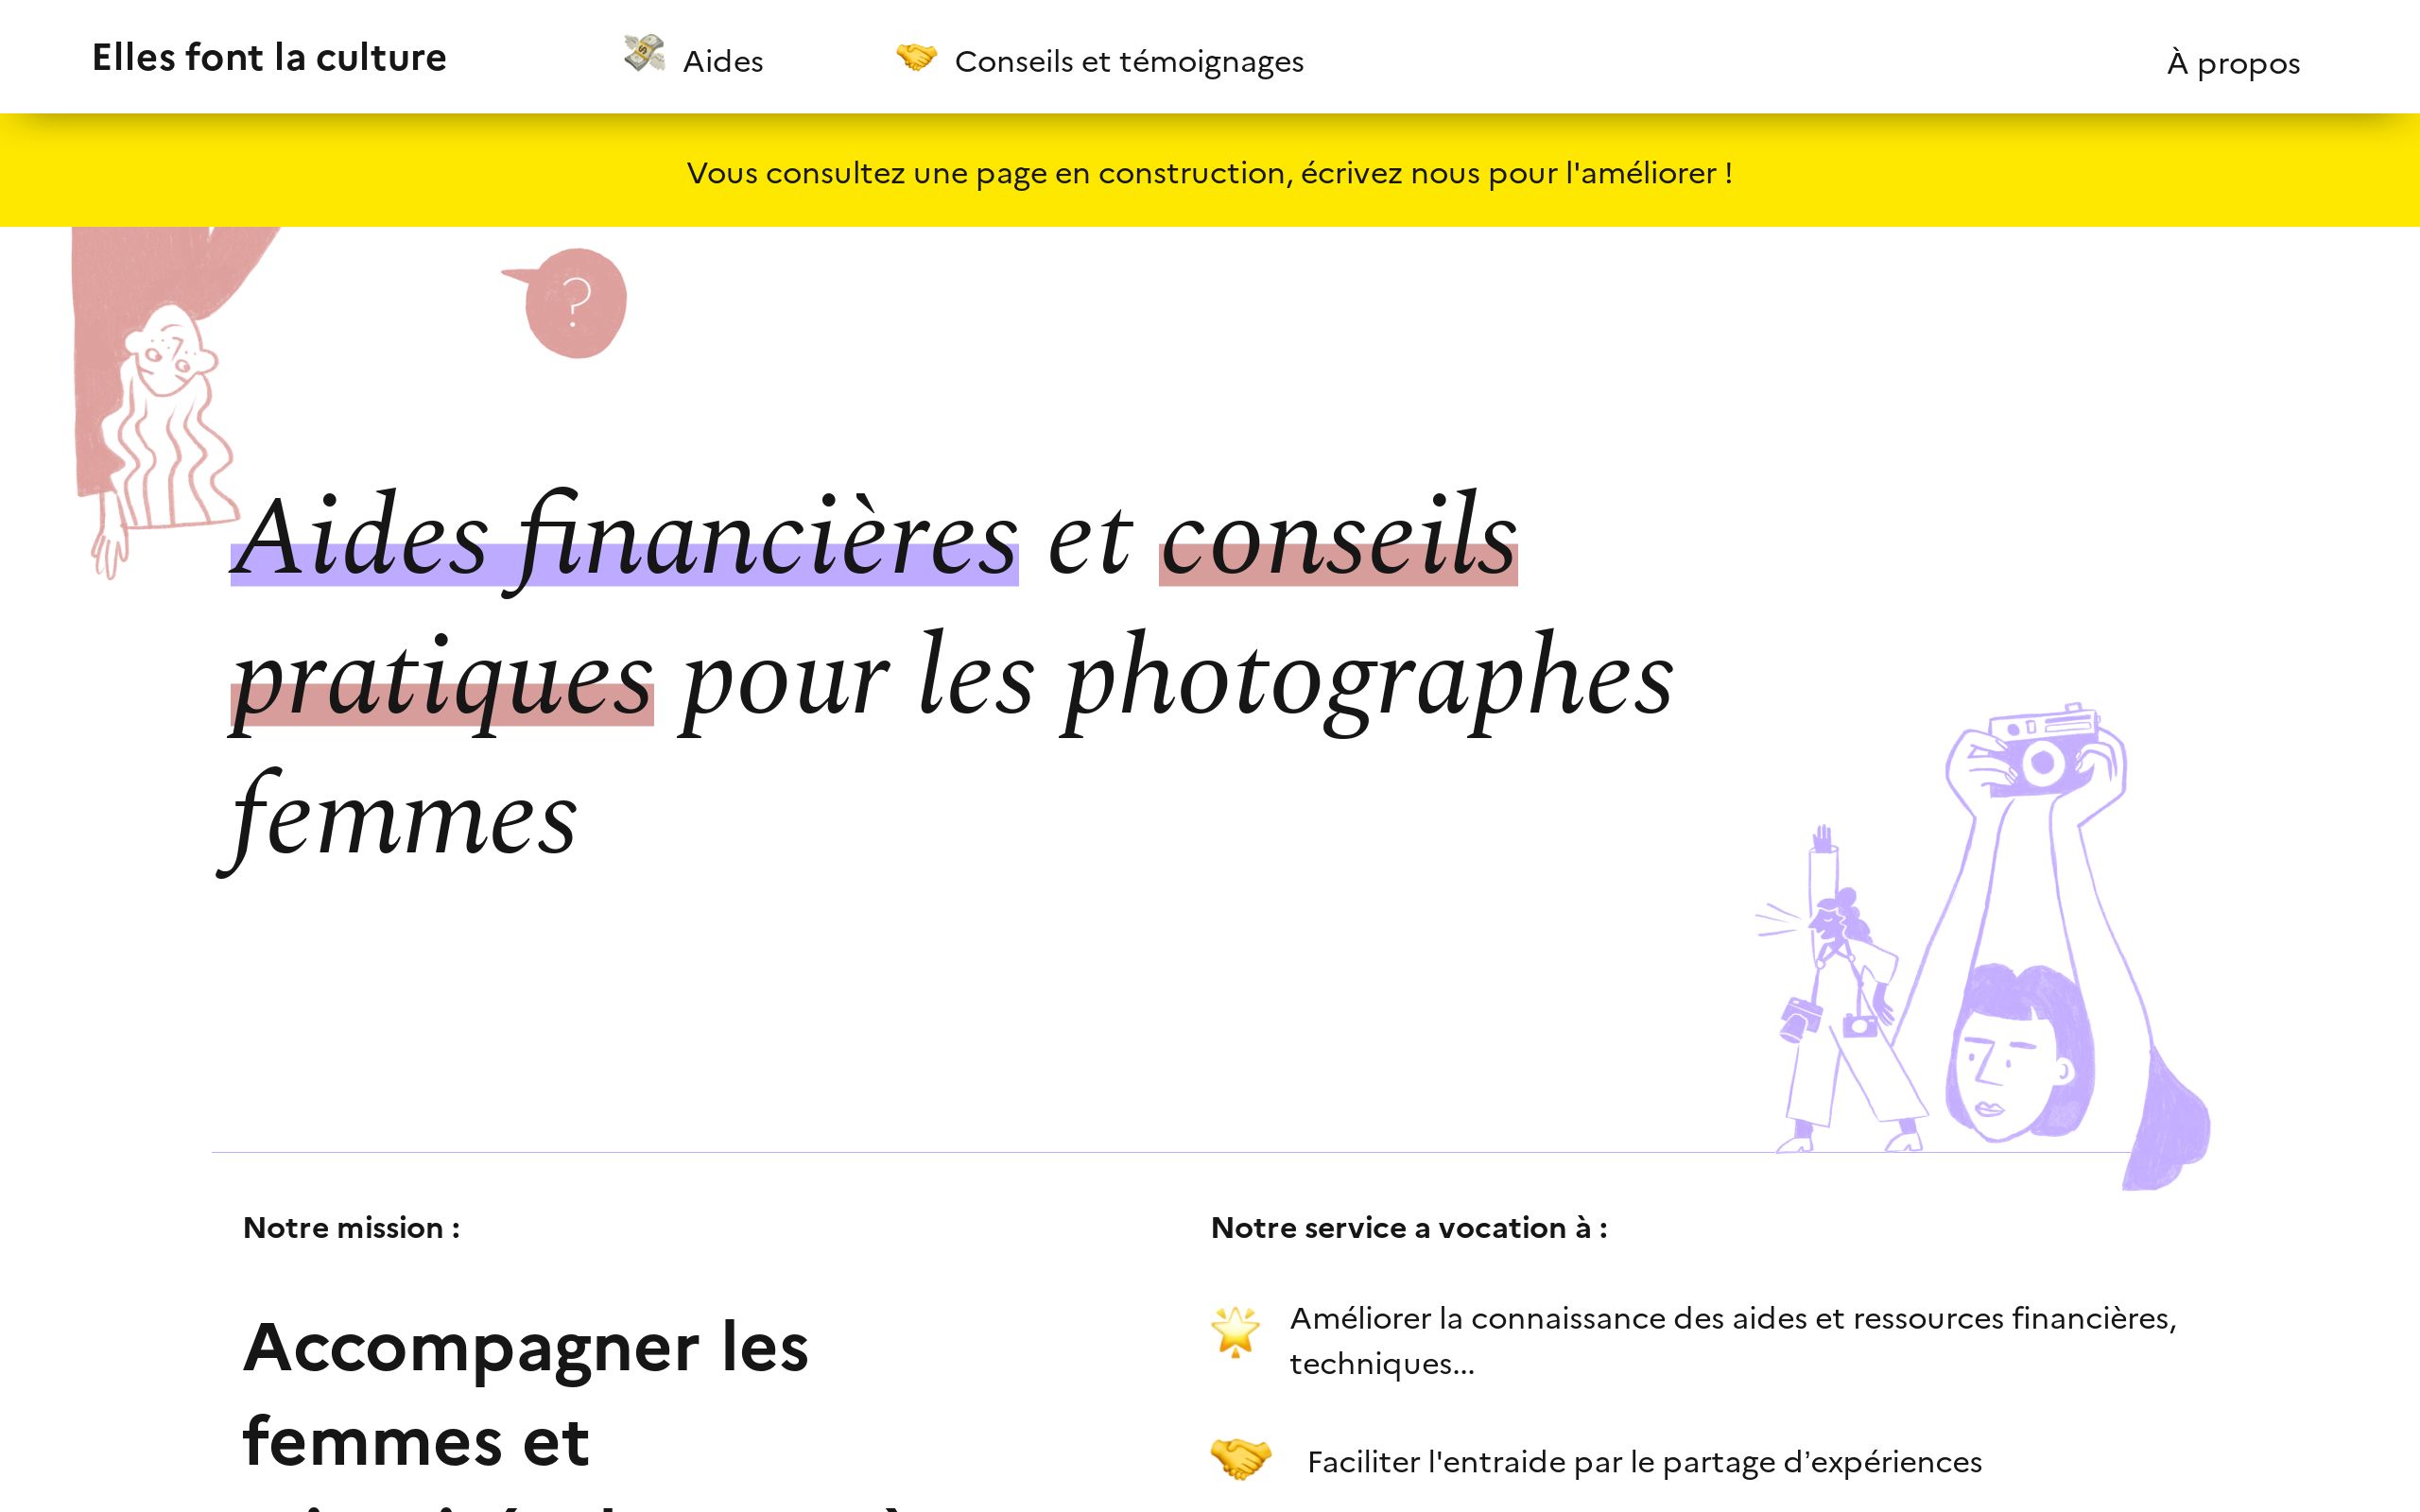 Elles font la culture
Aides
Conseils et témoignages
À propos
Vous consultez une page en construction, écrivez nous pour l'améliorer !
?
Aides financières et conseils
pratiques pour les photographes
femmes
Notre mission :
Accompagner les
femmes et
Notre service a vocation à :
Améliorer la connaissance des aides et ressources financières,
techniques...
Faciliter l'entraide par le partage d’expériences